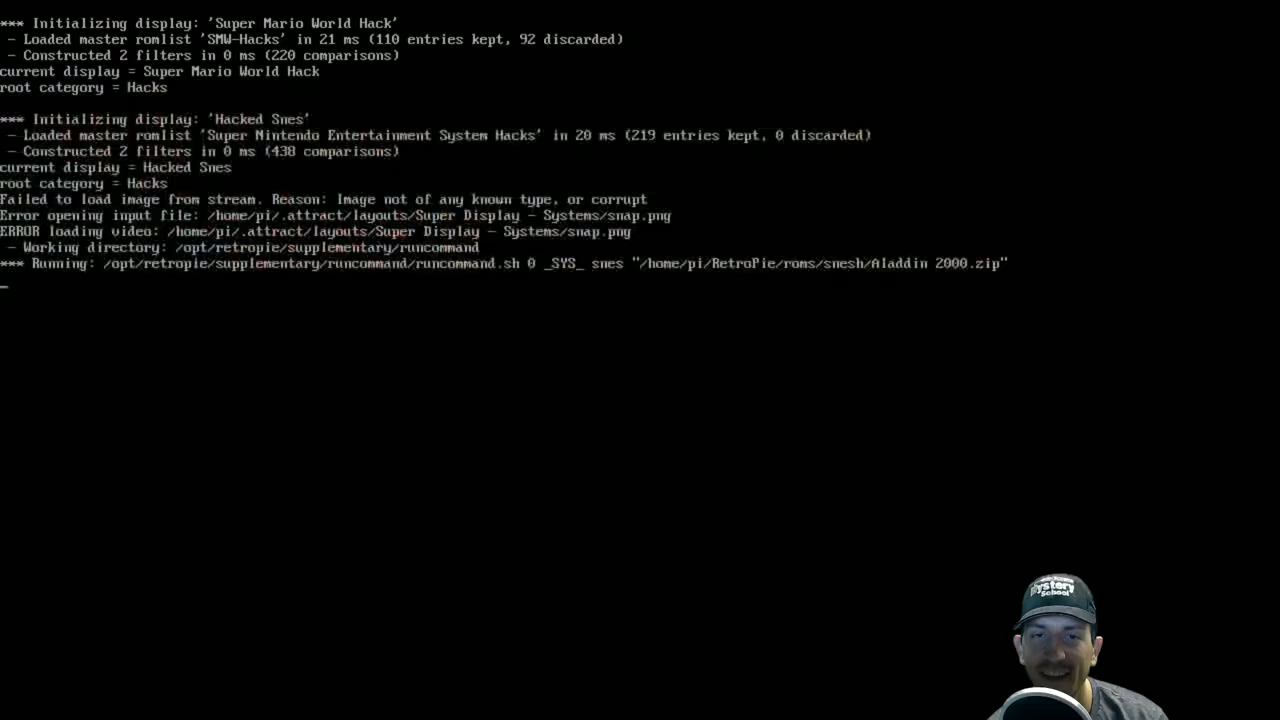 *** Initializing display: 'Super Mario World Hack'
 - Loaded master romlist 'SMW-Hacks' in 21 ms (110 entries kept, 92 discarded)
 - Constructed 2 filters in 0 ms (220 comparisons)
current display = Super Mario World Hack
root category = Hacks
*** Initializing display: 'Hacked Snes'
 - Loaded master romlist 'Super Nintendo Entertainment System Hacks' in 20 ms (219 entries kept, 0 discarded)
 - Constructed 2 filters in 0 ms (438 comparisons)
current display = Hacked Snes
root category = Hacks
Failed to load image from stream. Reason: Image not of any known type, or corrupt
Error opening input file: /home/pi/.attract/layouts/Super Display - Systems/snap.png
ERROR loading video: /home/pi/.attract/layouts/Super Display - Systems/snap.png
 - Working directory: /opt/retropie/supplementary/runcommand
*** Running: /opt/retropie/supplementary/runcommand/runcommand.sh 0 _SYS_ snes "/home/pi/RetroPie/roms/snesh/Aladdin 2000.zip"
_
Mystery
School